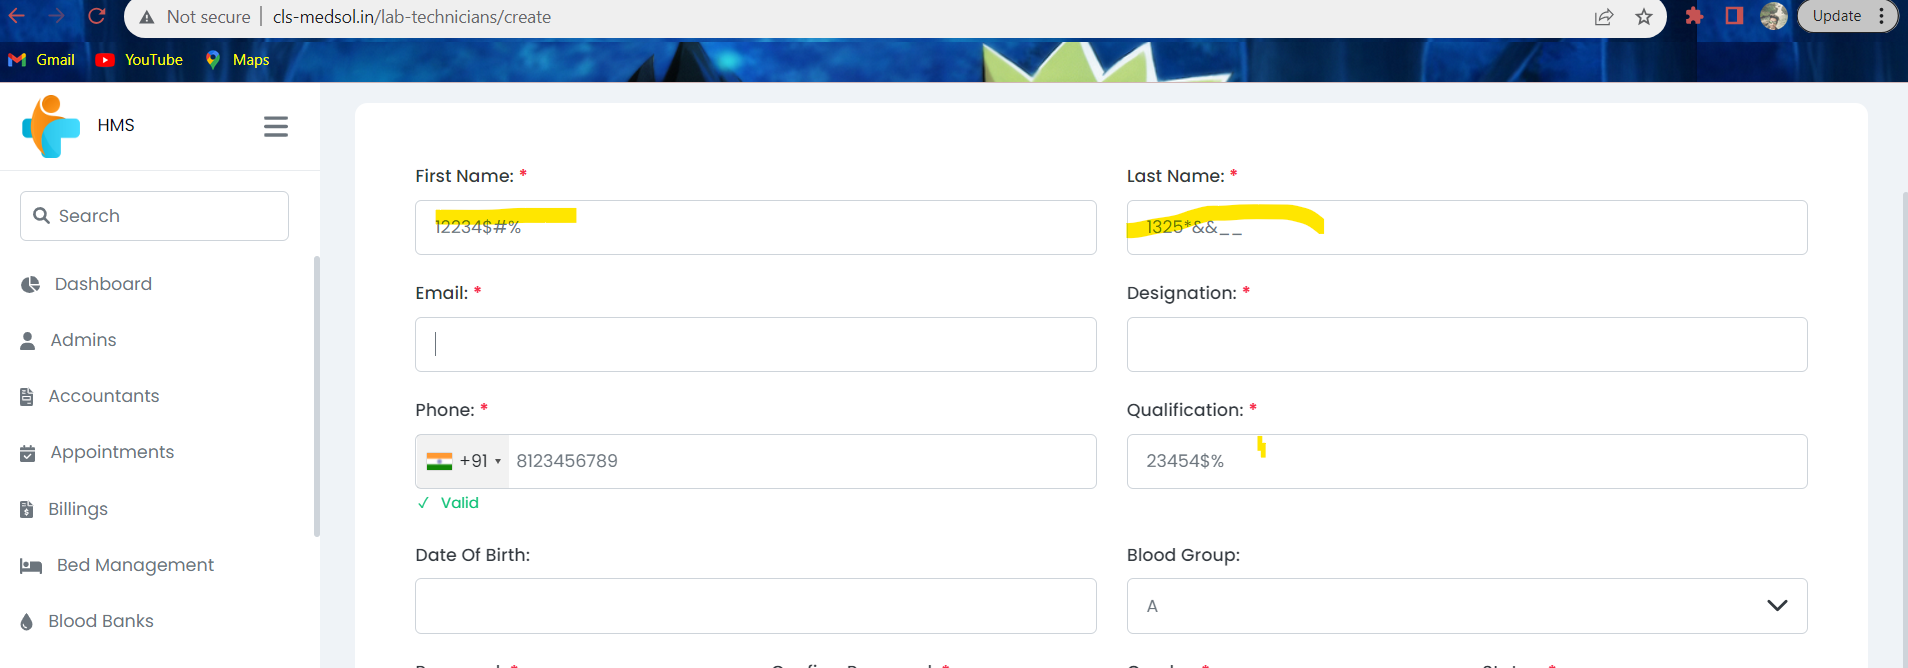 Not secure | cls-medsol.in/lab-technicians/create Update
Gmail YouTube Maps
HMS
Search
Dashboard
Admins
Accountants
Appointments
Billings
Bed Management
Blood Banks
First Name: * Last Name: *
12234$#% 1325*&&__
Email: * Designation: *
Phone: * Qualification: *
+91 8123456789 23454$%
✓ Valid
Date Of Birth: Blood Group:
A